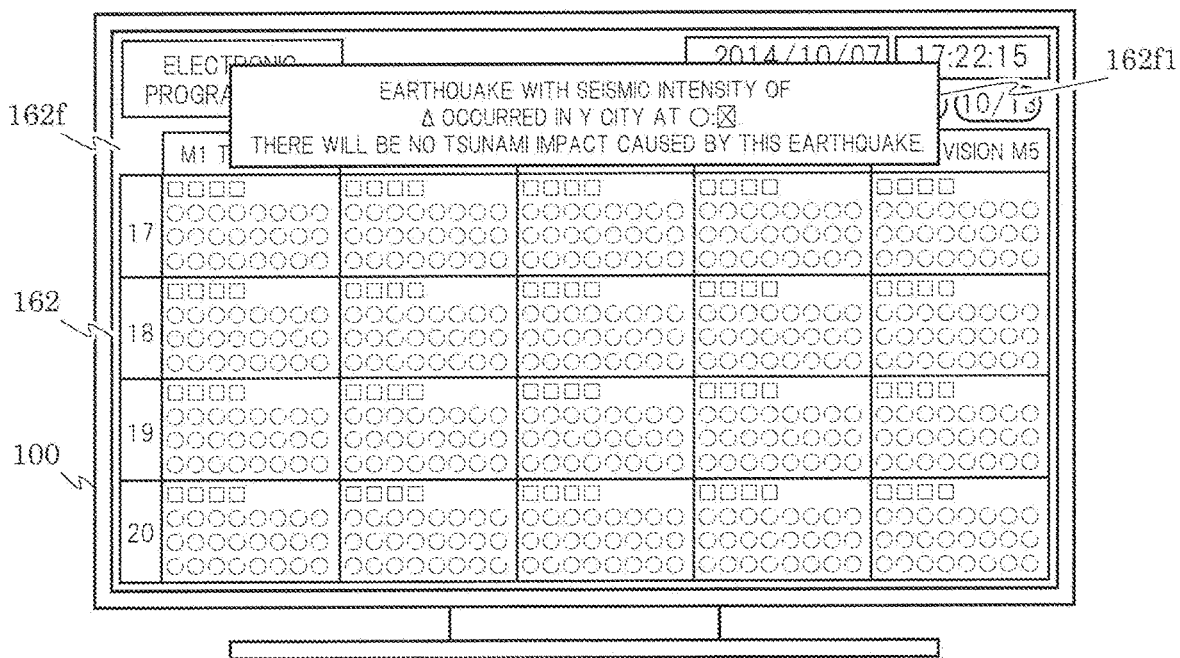 ELECTRONIC
2014/10/07
17:22:15
162f1
PROGRA
(10/13)
EARTHQUAKE WITH SEISMIC INTENSITY OF
Δ OCCURRED IN Y CITY AT ○:☒.
THERE WILL BE NO TSUNAMI IMPACT CAUSED BY THIS EARTHQUAKE.
162f
M1 T
VISION M5
17
□□□□ □□□□ □□□□ □□□□ □□□□
○○○○○○○○ ○○○○○○○○ ○○○○○○○○ ○○○○○○○○ ○○○○○○○○
○○○○○○○○ ○○○○○○○○ ○○○○○○○○ ○○○○○○○○ ○○○○○○○○
○○○○○○○○ ○○○○○○○○ ○○○○○○○○ ○○○○○○○○ ○○○○○○○○
162
18
□□□□ □□□□ □□□□ □□□□ □□□□
○○○○○○○○ ○○○○○○○○ ○○○○○○○○ ○○○○○○○○ ○○○○○○○○
○○○○○○○○ ○○○○○○○○ ○○○○○○○○ ○○○○○○○○ ○○○○○○○○
○○○○○○○○ ○○○○○○○○ ○○○○○○○○ ○○○○○○○○ ○○○○○○○○
19
□□□□ □□□□ □□□□ □□□□ □□□□
○○○○○○○○ ○○○○○○○○ ○○○○○○○○ ○○○○○○○○ ○○○○○○○○
○○○○○○○○ ○○○○○○○○ ○○○○○○○○ ○○○○○○○○ ○○○○○○○○
○○○○○○○○ ○○○○○○○○ ○○○○○○○○ ○○○○○○○○ ○○○○○○○○
100
20
□□□□ □□□□ □□□□ □□□□ □□□□
○○○○○○○○ ○○○○○○○○ ○○○○○○○○ ○○○○○○○○ ○○○○○○○○
○○○○○○○○ ○○○○○○○○ ○○○○○○○○ ○○○○○○○○ ○○○○○○○○
○○○○○○○○ ○○○○○○○○ ○○○○○○○○ ○○○○○○○○ ○○○○○○○○